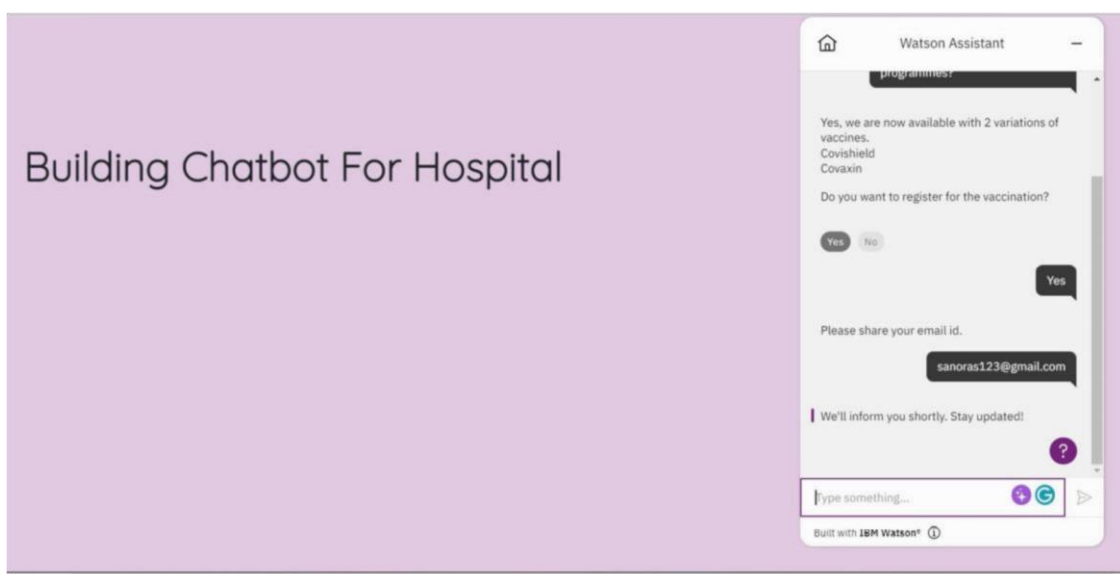 Building Chatbot For Hospital
Watson Assistant
programmes?
Yes, we are now available with 2 variations of
vaccines.
Covishield
Covaxin
Do you want to register for the vaccination?
Yes No
Yes
Please share your email id.
sanoras123@gmail.com
We'll inform you shortly. Stay updated!
?
Type something...
Built with IBM Watson®